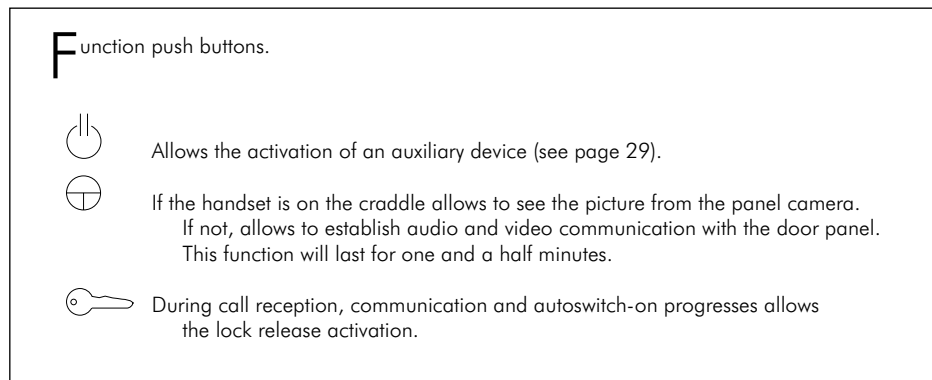 Function push buttons.
Allows the activation of an auxiliary device (see page 29).
If the handset is on the craddle allows to see the picture from the panel camera.
If not, allows to establish audio and video communication with the door panel.
This function will last for one and a half minutes.
During call reception, communication and autoswitch-on progresses allows
the lock release activation.